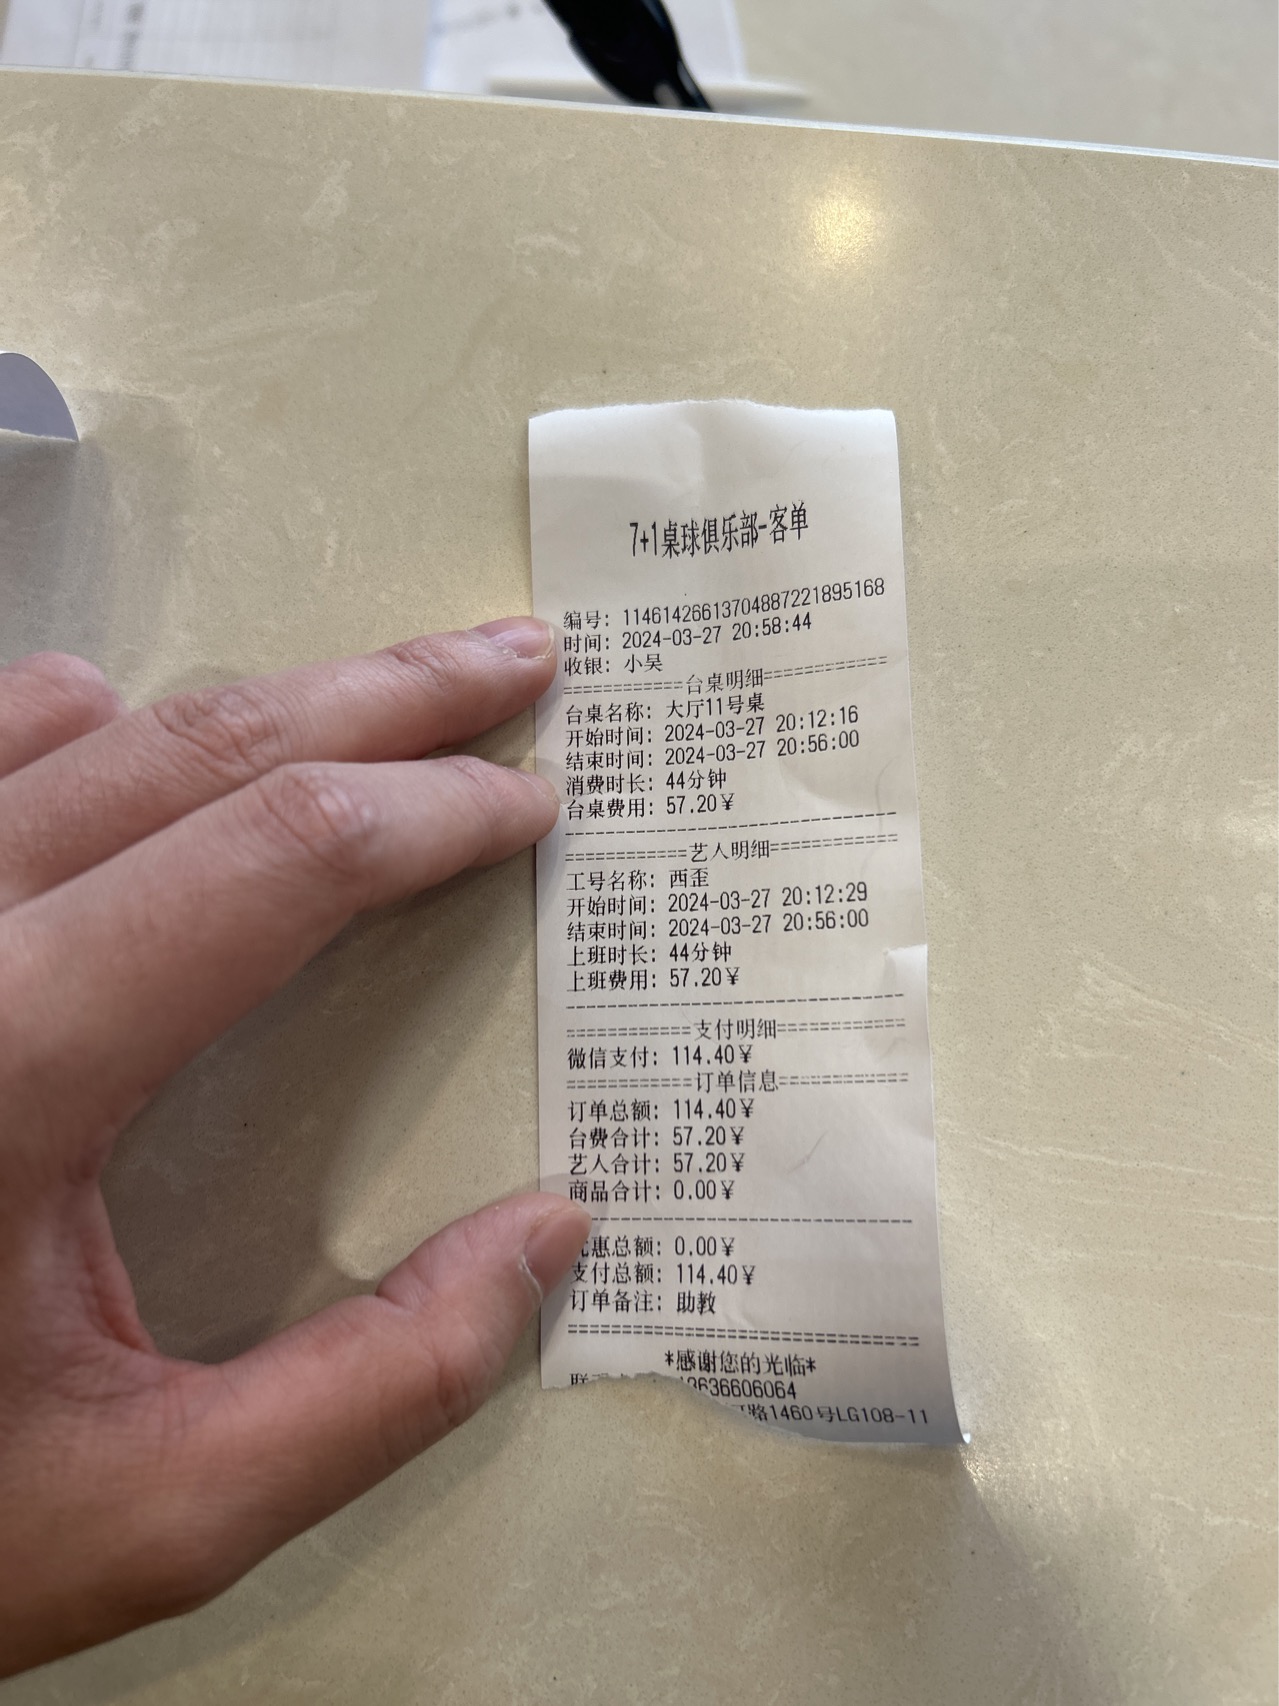 7+1桌球俱乐部-客单
编号: 1146142661370488722189​5168
时间: 2024-03-27 20:58:44
收银: 小吴
============台桌明细============
台桌名称: 大厅11号桌
开始时间: 2024-03-27 20:12:16
结束时间: 2024-03-27 20:56:00
消费时长: 44分钟
台桌费用: 57.20¥
============艺人明细============
工号名称: 西歪
开始时间: 2024-03-27 20:12:29
结束时间: 2024-03-27 20:56:00
上班时长: 44分钟
上班费用: 57.20¥
============支付明细============
微信支付: 114.40¥
============订单信息============
订单总额: 114.40¥
台费合计: 57.20¥
艺人合计: 57.20¥
商品合计: 0.00¥
优惠总额: 0.00¥
支付总额: 114.40¥
订单备注: 助教
*感谢您的光临*
13636606064
路1460号LG108-11